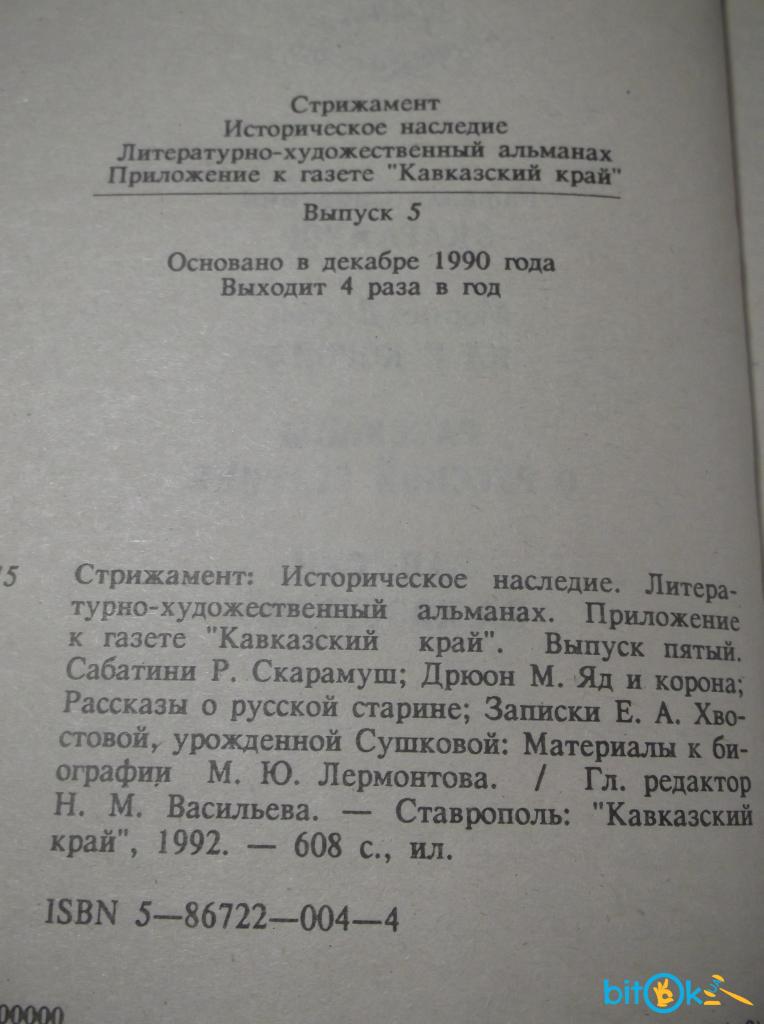 Стрижамент
Историческое наследие
Литературно-художественный альманах
Приложение к газете "Кавказский край"
Выпуск 5
Основано в декабре 1990 года
Выходит 4 раза в год
Стрижамент: Историческое наследие. Литера-
турно-художественный альманах. Приложение
к газете "Кавказский край". Выпуск пятый.
Сабатини Р. Скарамуш; Дрюон М. Яд и корона;
Рассказы о русской старине; Записки Е. А. Хво-
стовой, урожденной Сушковой: Материалы к би-
ографии М. Ю. Лермонтова. / Гл. редактор
Н. М. Васильева. — Ставрополь: "Кавказский
край", 1992. — 608 с., ил.
ISBN 5—86722—004—4
00000
bitok